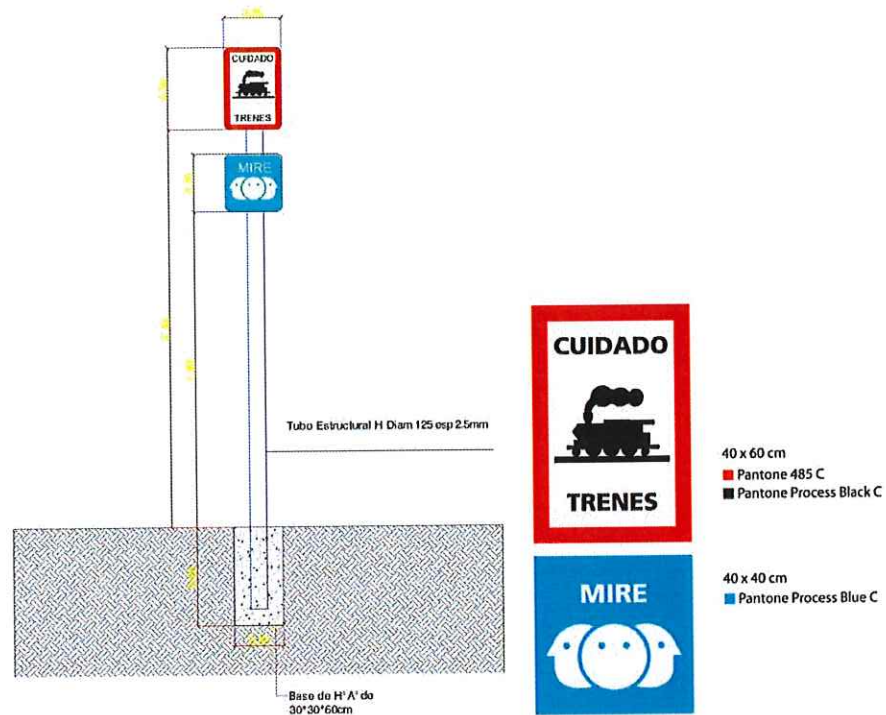 CUIDADO
TRENES
MIRE
Tubo Estructural H Diam 125 esp 2.5mm
Base de H°A° de
30*30*60cm
CUIDADO
TRENES
40 x 60 cm
Pantone 485 C
Pantone Process Black C
MIRE
40 x 40 cm
Pantone Process Blue C